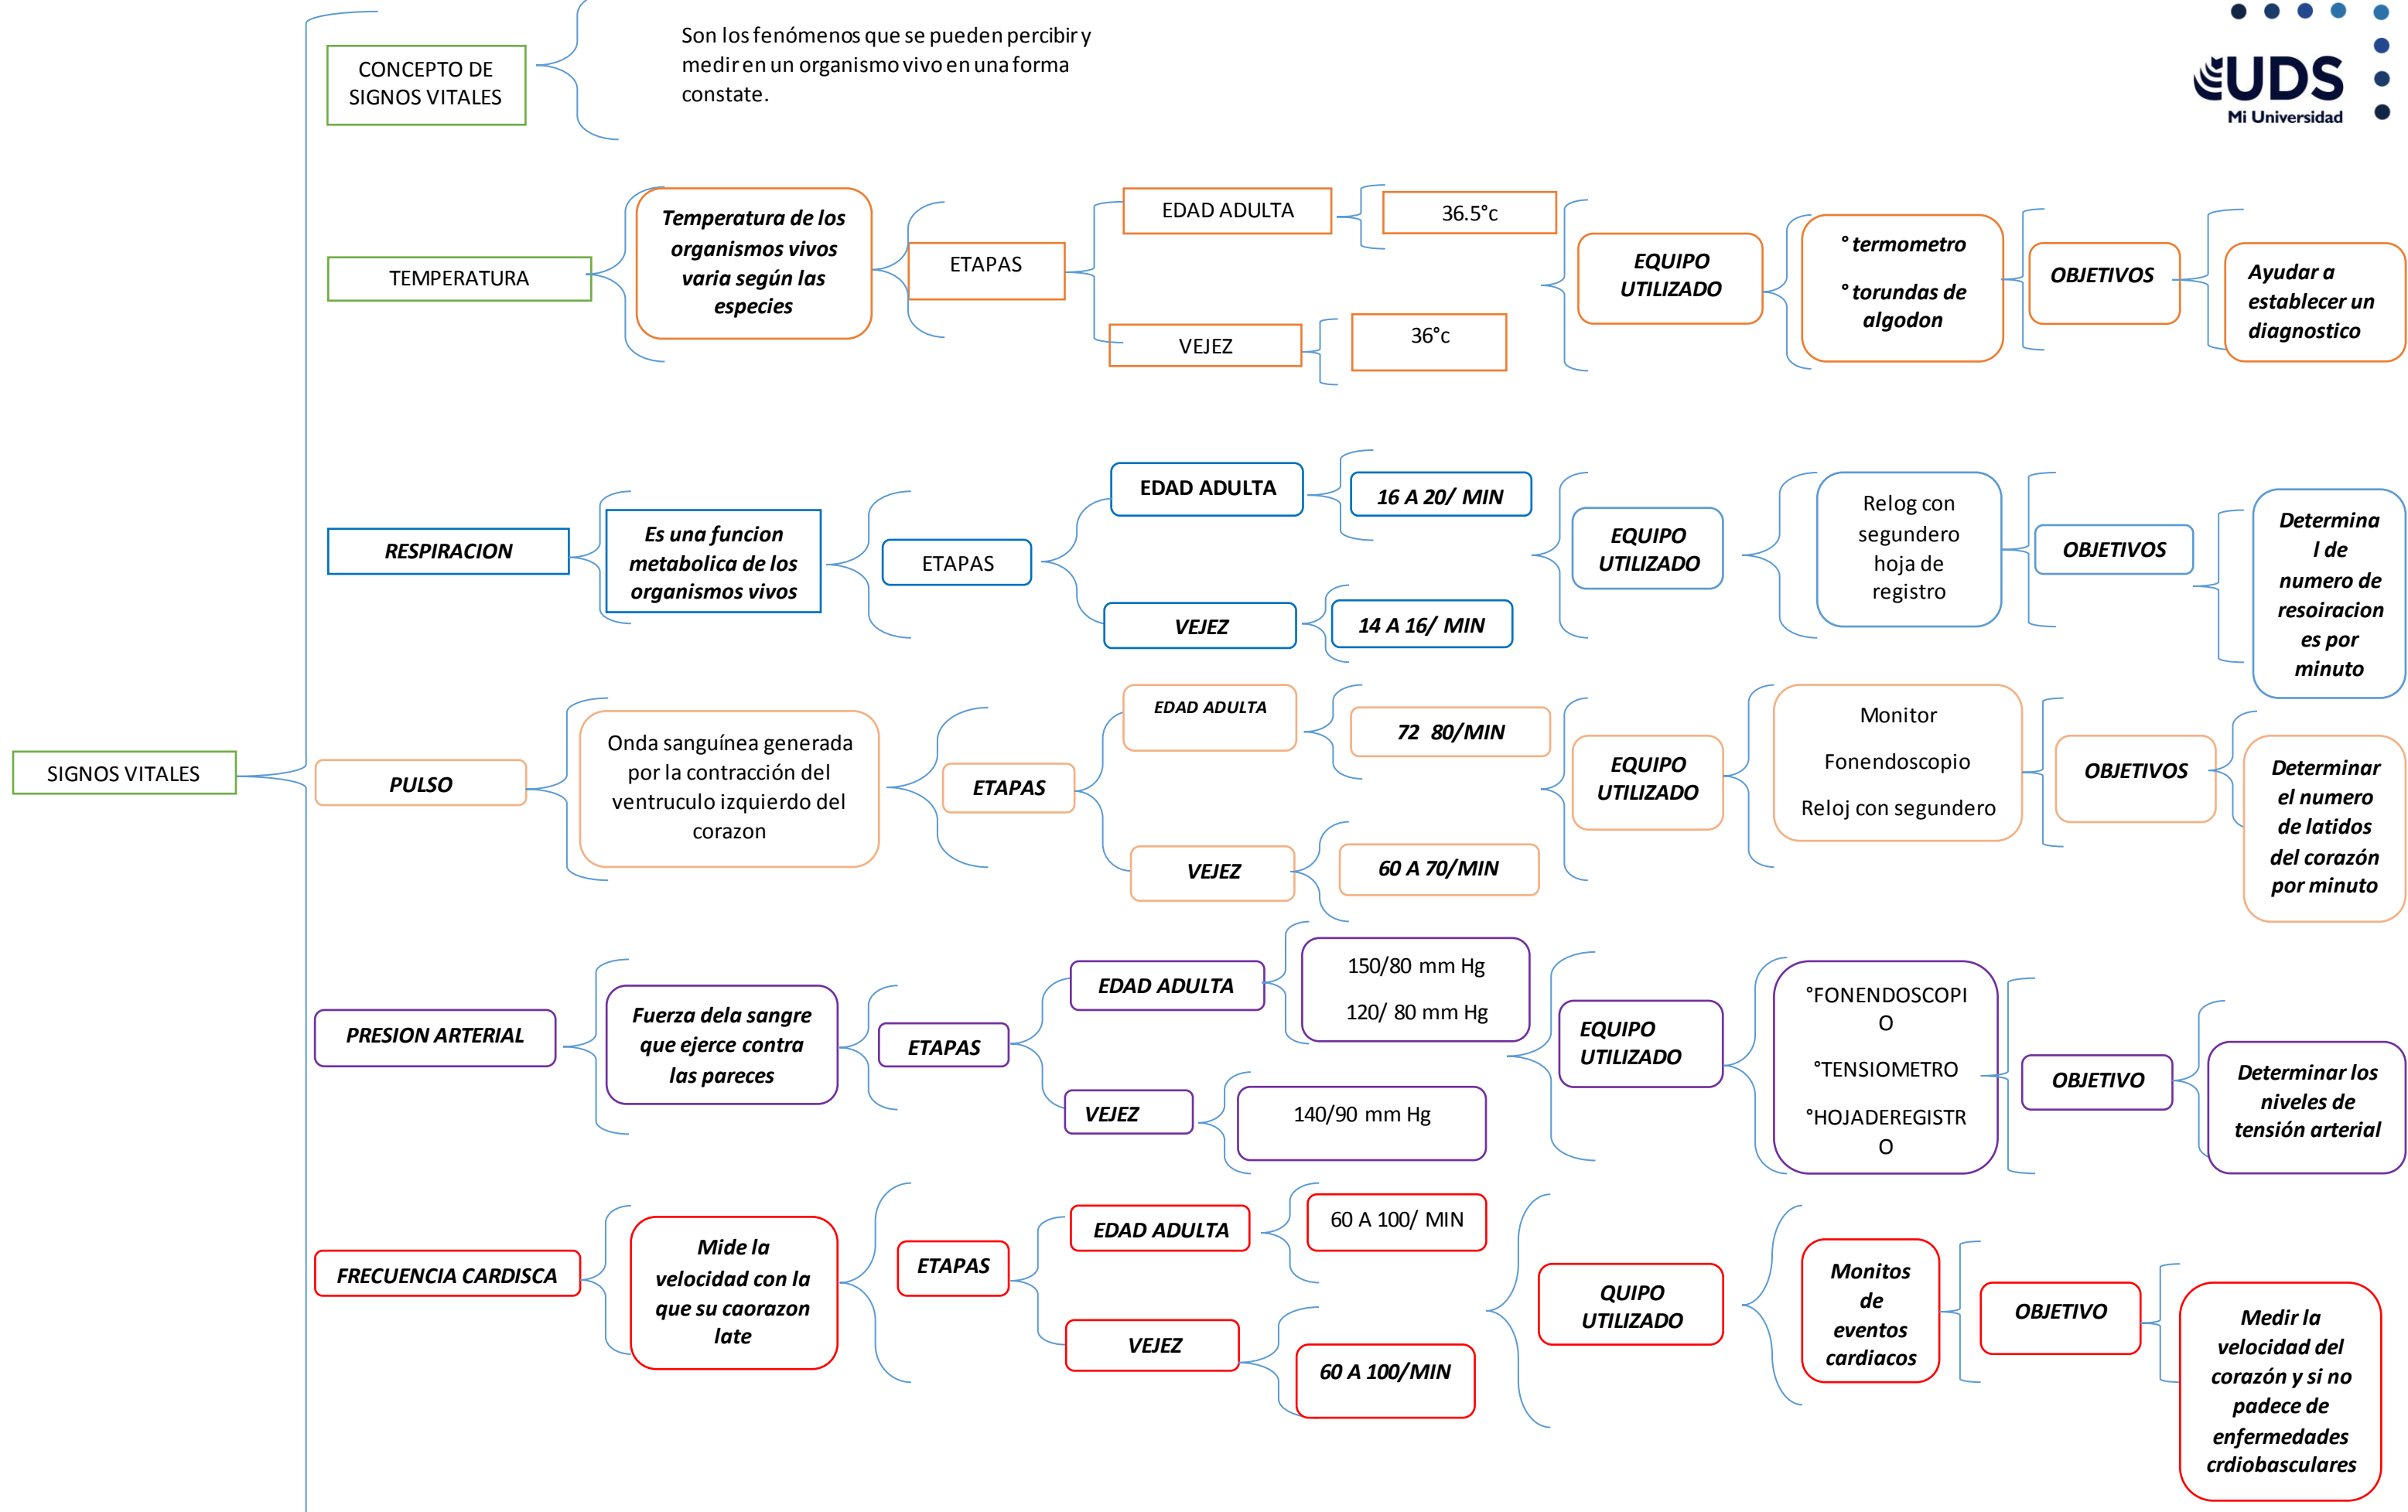 CONCEPTO DE
SIGNOS VITALES
Son los fenómenos que se pueden percibir y
medir en un organismo vivo en una forma
constate.
UDS
Mi Universidad
TEMPERATURA
Temperatura de los
organismos vivos
varia según las
especies
ETAPAS
EDAD ADULTA
36.5°c
VEJEZ
36°c
EQUIPO
UTILIZADO
° termometro
° torundas de
algodon
OBJETIVOS
Ayudar a
establecer un
diagnostico
RESPIRACION
Es una funcion
metabolica de los
organismos vivos
ETAPAS
EDAD ADULTA
16 A 20/ MIN
VEJEZ
14 A 16/ MIN
EQUIPO
UTILIZADO
Relog con
segundero
hoja de
registro
OBJETIVOS
Determina
l de
numero de
resoiracion
es por
minuto
SIGNOS VITALES
PULSO
Onda sanguínea generada
por la contracción del
ventruculo izquierdo del
corazon
ETAPAS
EDAD ADULTA
72 80/MIN
VEJEZ
60 A 70/MIN
EQUIPO
UTILIZADO
Monitor
Fonendoscopio
Reloj con segundero
OBJETIVOS
Determinar
el numero
de latidos
del corazón
por minuto
PRESION ARTERIAL
Fuerza dela sangre
que ejerce contra
las pareces
ETAPAS
EDAD ADULTA
150/80 mm Hg
120/ 80 mm Hg
VEJEZ
140/90 mm Hg
EQUIPO
UTILIZADO
°FONENDOSCOPI
O
°TENSIOMETRO
°HOJADEREGISTR
O
OBJETIVO
Determinar los
niveles de
tensión arterial
FRECUENCIA CARDISCA
Mide la
velocidad con la
que su caorazon
late
ETAPAS
EDAD ADULTA
60 A 100/ MIN
VEJEZ
60 A 100/MIN
QUIPO
UTILIZADO
Monitos
de
eventos
cardiacos
OBJETIVO
Medir la
velocidad del
corazón y si no
padece de
enfermedades
crdiobasculares